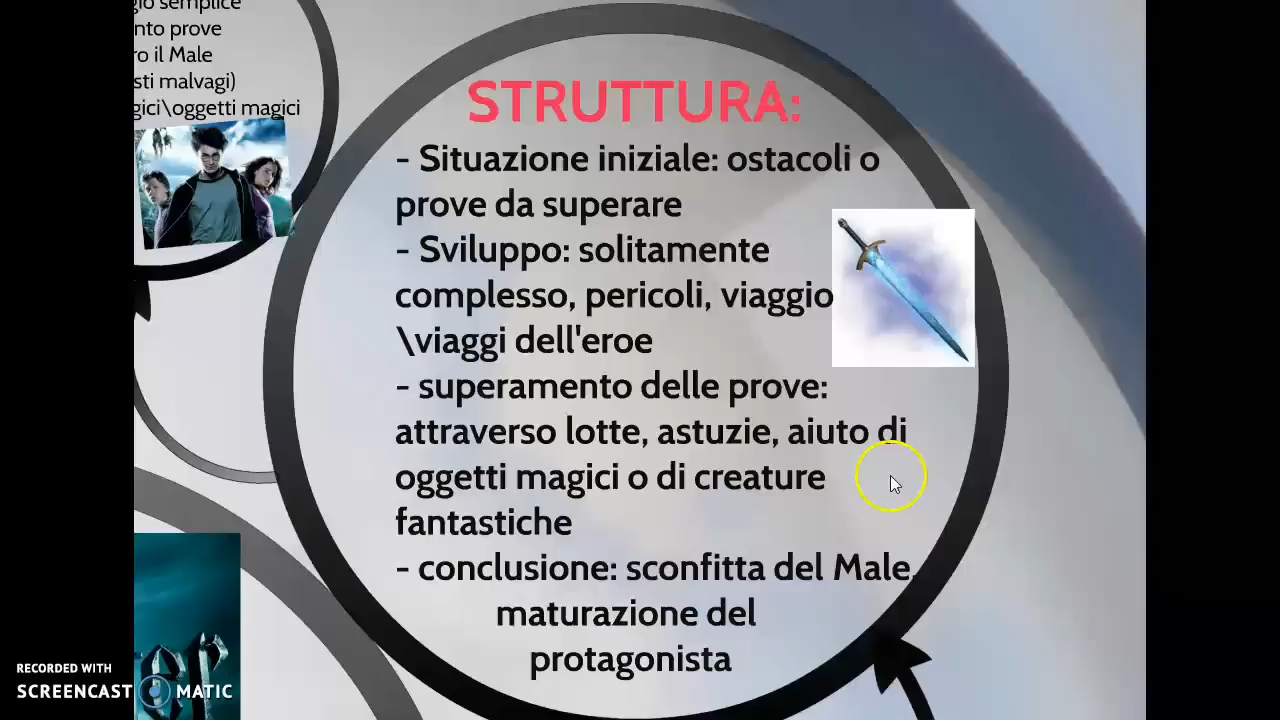 gio semplice
nto prove
ro il Male
sti malvagi)
gici\oggetti magici
STRUTTURA:
- Situazione iniziale: ostacoli o
prove da superare
- Sviluppo: solitamente
complesso, pericoli, viaggio
\viaggi dell'eroe
- superamento delle prove:
attraverso lotte, astuzie, aiuto di
oggetti magici o di creature
fantastiche
- conclusione: sconfitta del Male,
maturazione del
protagonista
RECORDED WITH
SCREENCAST MATIC